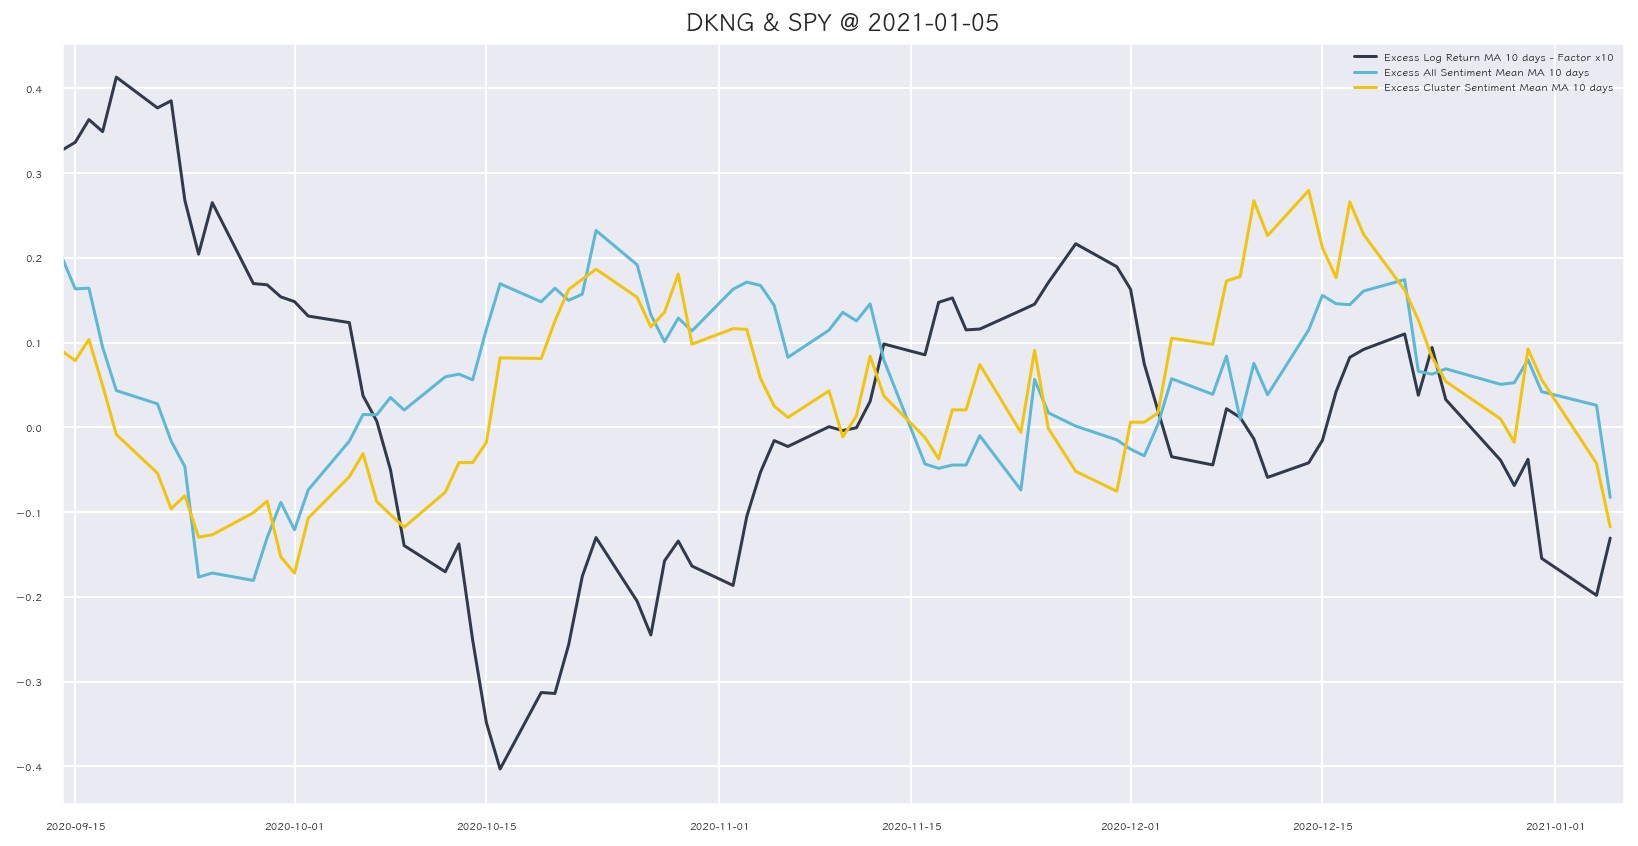 DKNG & SPY @ 2021-01-05
Excess Log Return MA 10 days - Factor x10
Excess All Sentiment Mean MA 10 days
Excess Cluster Sentiment Mean MA 10 days
0.4
0.3
0.2
0.1
0.0
−0.1
−0.2
−0.3
−0.4
2020-09-15 2020-10-01 2020-10-15 2020-11-01 2020-11-15 2020-12-01 2020-12-15 2021-01-01